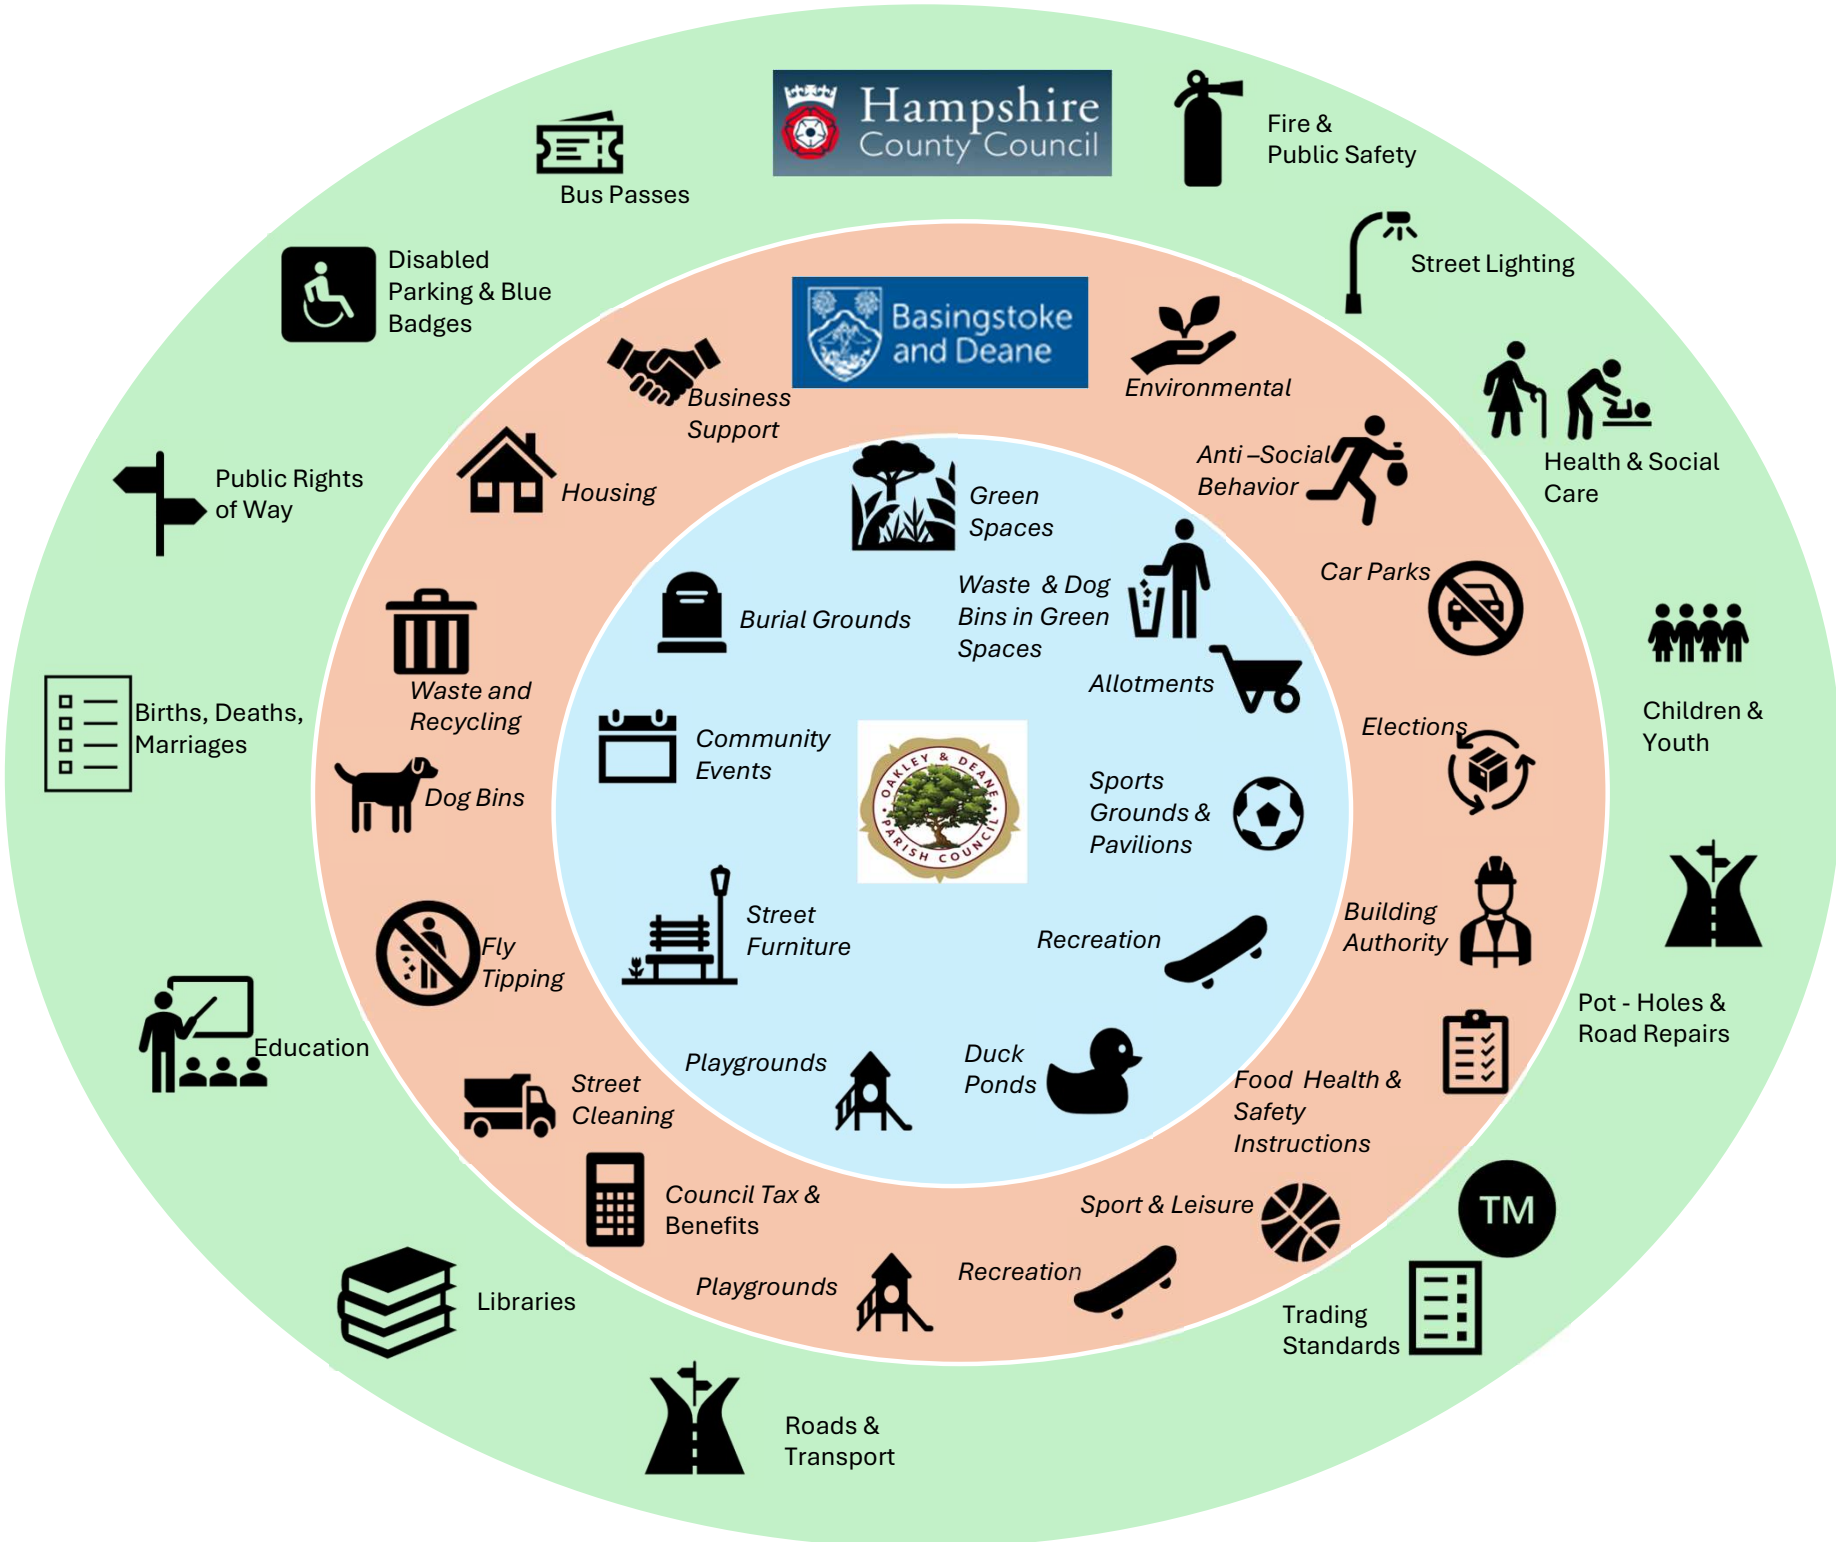 Hampshire
County Council
Fire &
Public Safety
Bus Passes
Street Lighting
Disabled
Parking & Blue
Badges
Health & Social
Care
Public Rights
of Way
Children &
Youth
Births, Deaths,
Marriages
Pot - Holes &
Road Repairs
Education
TM
Trading
Standards
Libraries
Roads &
Transport
Basingstoke
and Deane
Environmental
Business
Support
Anti –Social
Behavior
Housing
Car Parks
Waste and
Recycling
Elections
Dog Bins
Building
Authority
Fly
Tipping
Food Health &
Safety
Instructions
Street
Cleaning
Council Tax &
Benefits
Sport & Leisure
Playgrounds
Recreation
Green
Spaces
Waste & Dog
Bins in Green
Spaces
Burial Grounds
Allotments
Community
Events
OAKLEY & DEANE
PARISH COUNCIL
Sports
Grounds &
Pavilions
Street
Furniture
Recreation
Playgrounds
Duck
Ponds